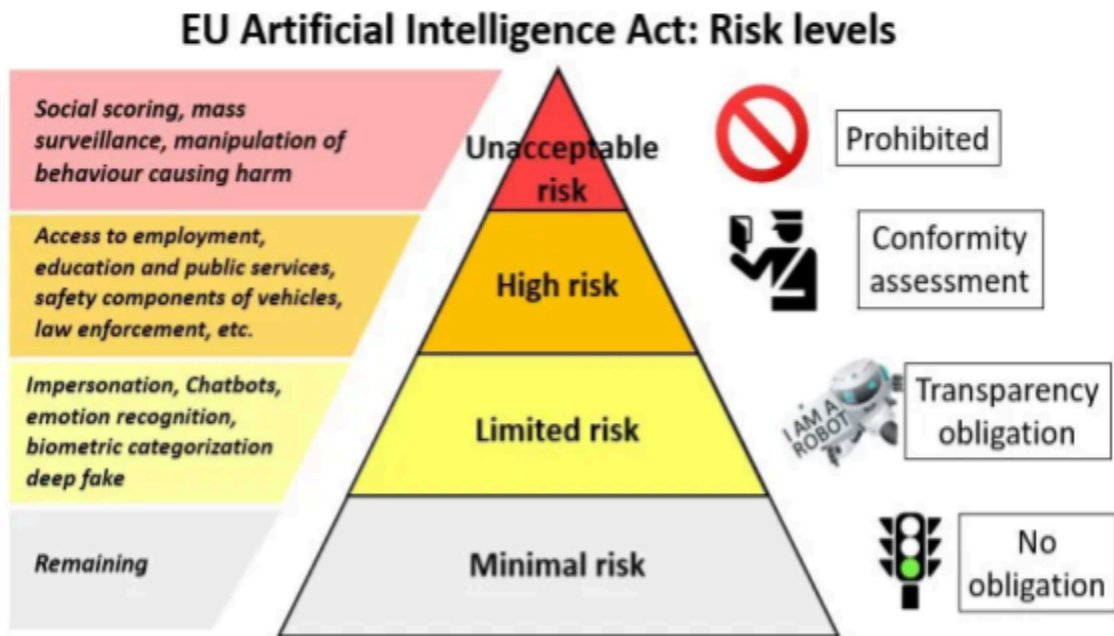 EU Artificial Intelligence Act: Risk levels
Social scoring, mass
surveillance, manipulation of
behaviour causing harm
Unacceptable
risk
Prohibited
Access to employment,
education and public services,
safety components of vehicles,
law enforcement, etc.
High risk
Conformity
assessment
Impersonation, Chatbots,
emotion recognition,
biometric categorization
deep fake
Limited risk
I AM A
ROBOT
Transparency
obligation
Remaining
Minimal risk
No
obligation